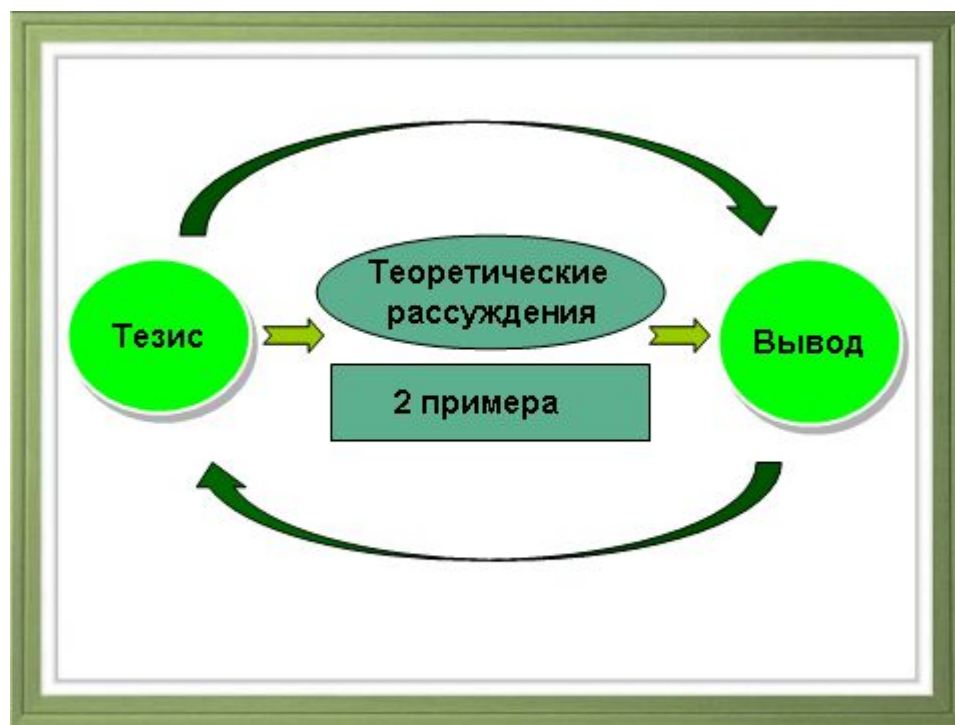 Теоретические
рассуждения
Тезис
Вывод
2 примера